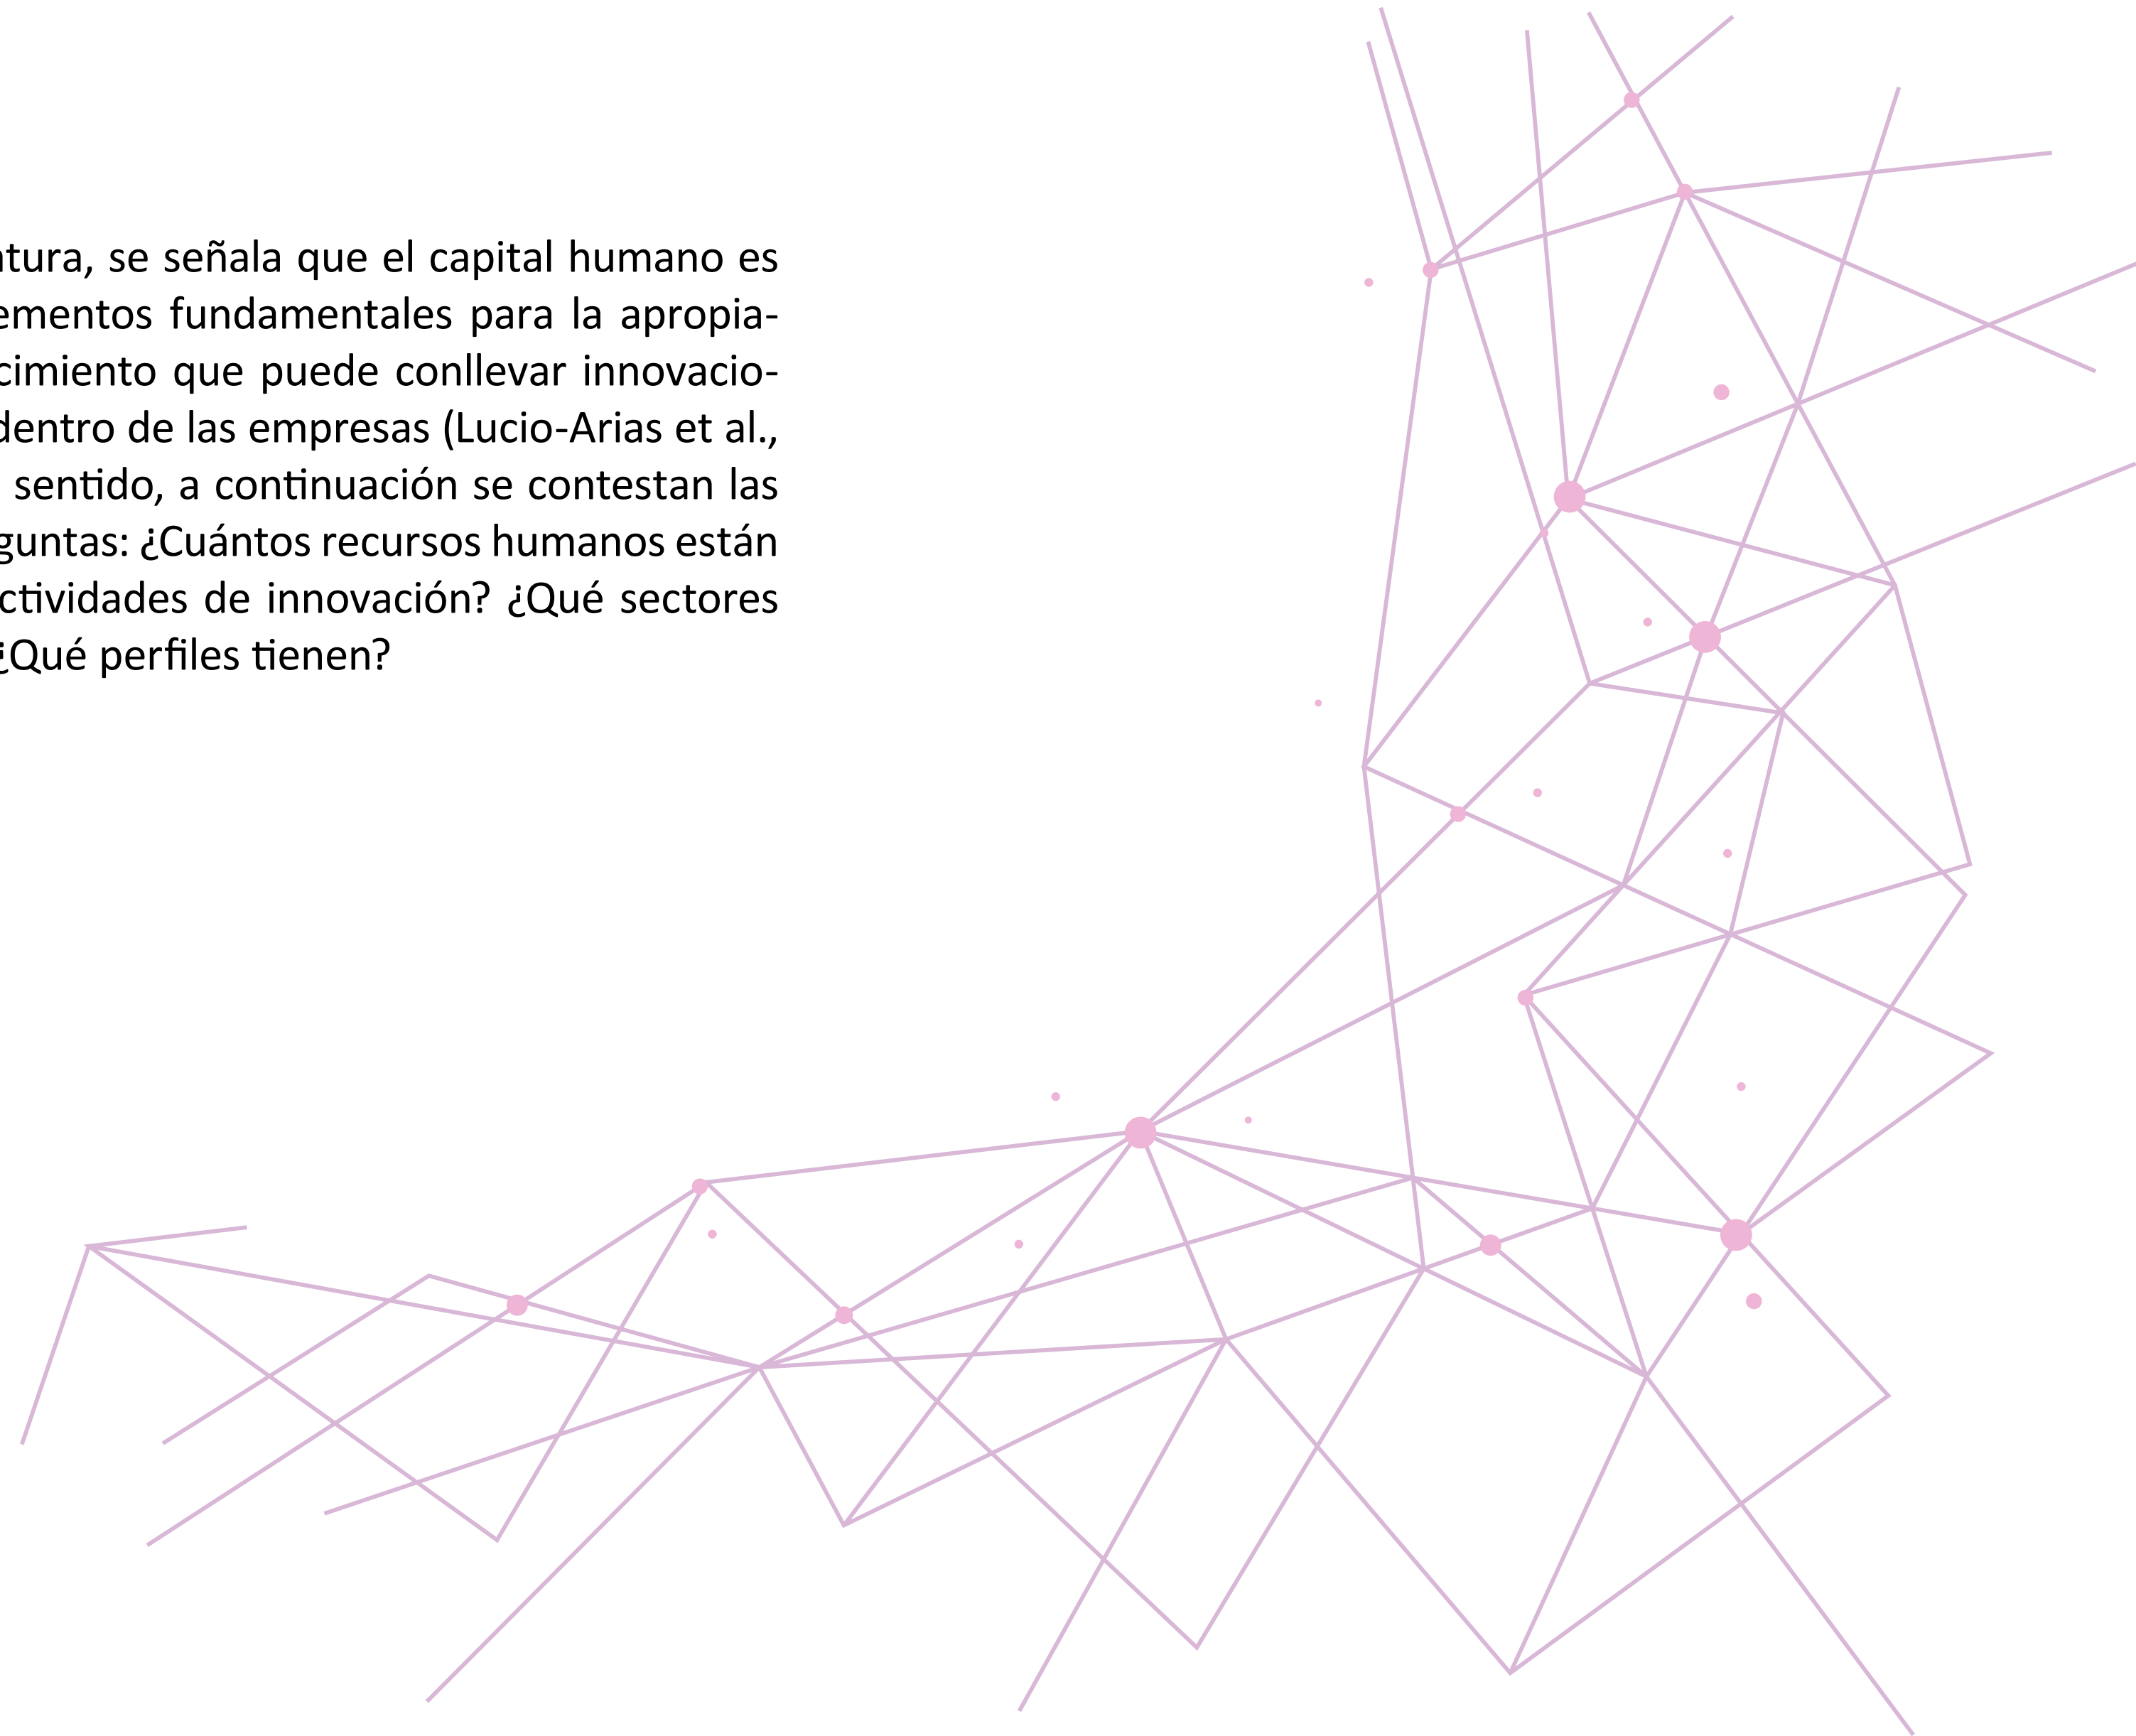 tura, se señala que el capital humano es
ementos fundamentales para la apropia-
cimiento que puede conllevar innovacio-
dentro de las empresas (Lucio-Arias et al.,
sentido, a continuación se contestan las
guntas: ¿Cuántos recursos humanos están
ctividades de innovación? ¿Qué sectores
¿Qué perfiles tienen?